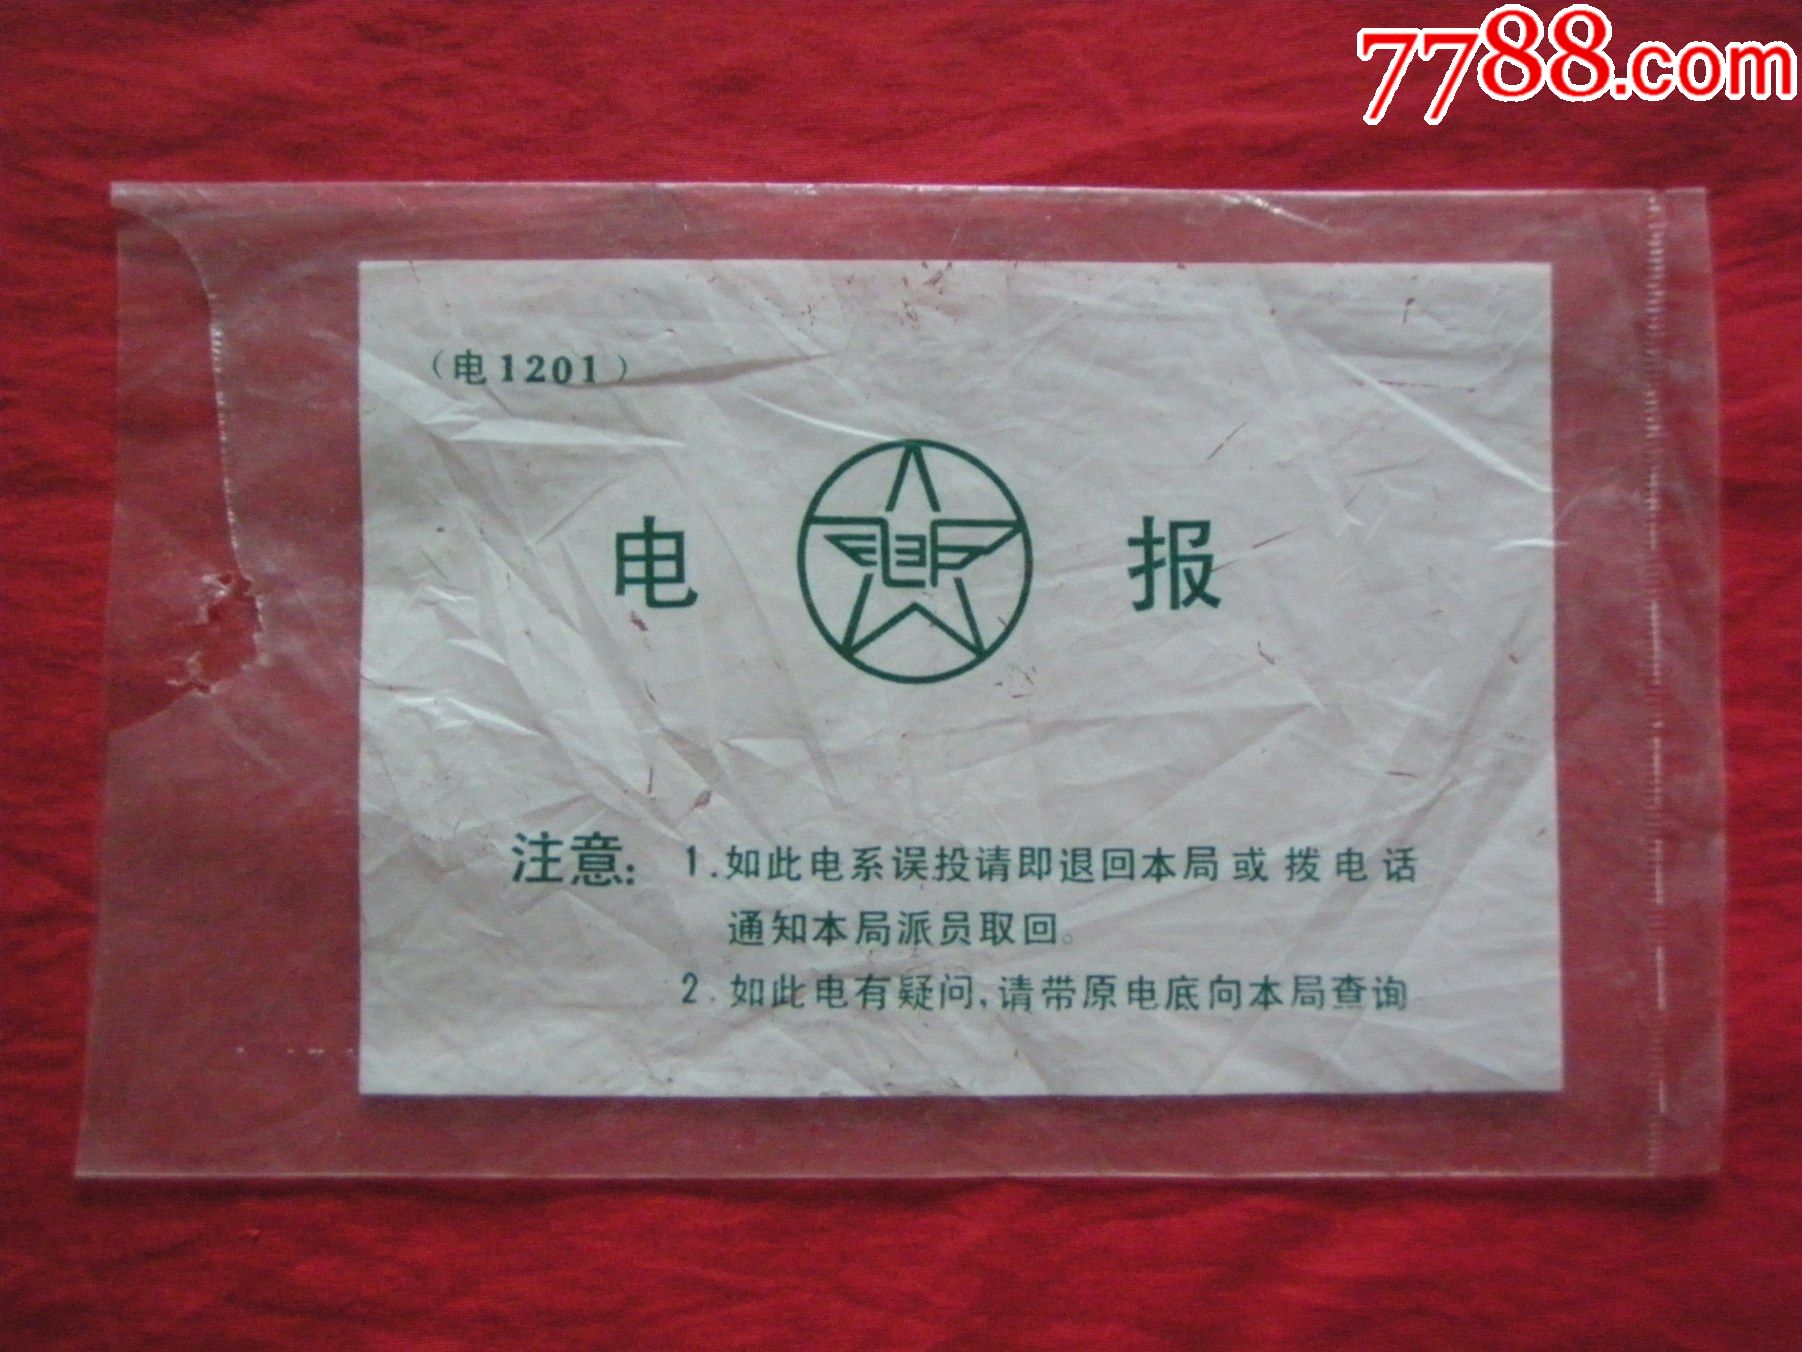 7788.com
（电1201）
电 报
注意：1.如此电系误投请即退回本局或拨电话
通知本局派员取回。
2.如此电有疑问,请带原电底向本局查询